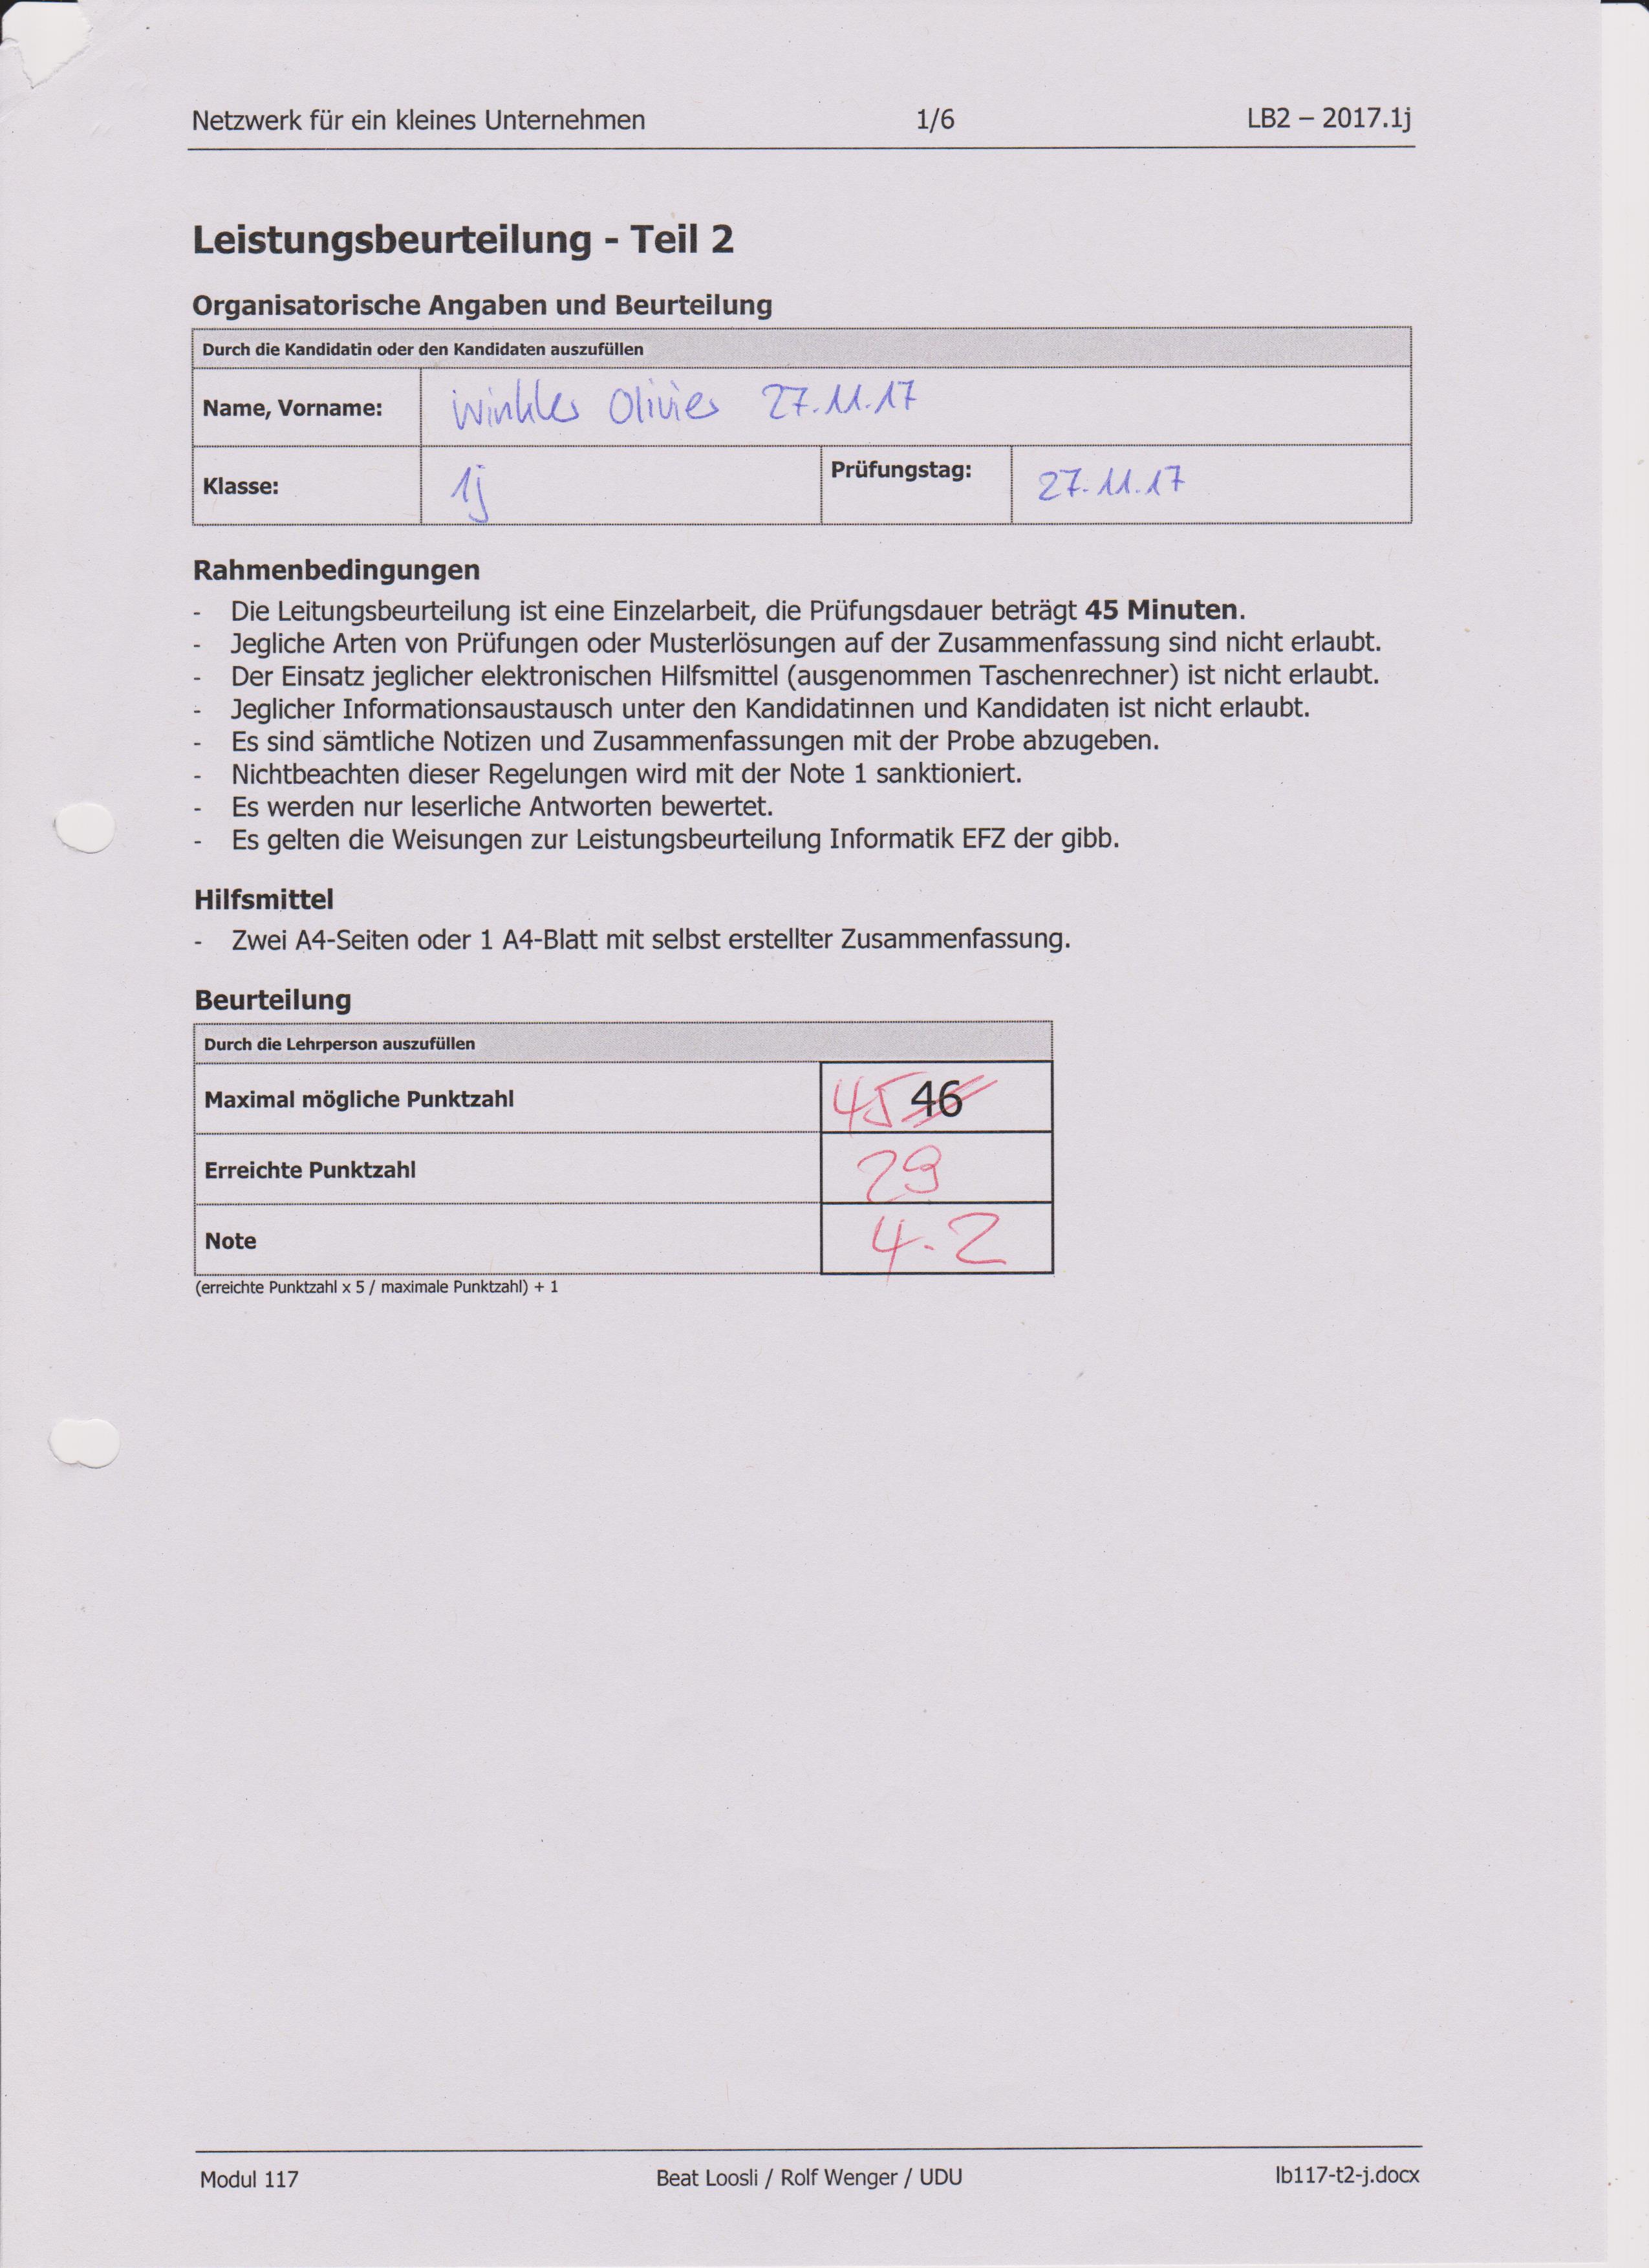 Netzwerk für ein kleines Unternehmen 1/6 LB2 – 2017.1j
Leistungsbeurteilung - Teil 2
Organisatorische Angaben und Beurteilung
Durch die Kandidatin oder den Kandidaten auszufüllen
Name, Vorname: Winkler Olivier 27.11.17
Klasse: 1j Prüfungstag: 27.11.17
Rahmenbedingungen
- Die Leitungsbeurteilung ist eine Einzelarbeit, die Prüfungsdauer beträgt 45 Minuten.
- Jegliche Arten von Prüfungen oder Musterlösungen auf der Zusammenfassung sind nicht erlaubt.
- Der Einsatz jeglicher elektronischen Hilfsmittel (ausgenommen Taschenrechner) ist nicht erlaubt.
- Jeglicher Informationsaustausch unter den Kandidatinnen und Kandidaten ist nicht erlaubt.
- Es sind sämtliche Notizen und Zusammenfassungen mit der Probe abzugeben.
- Nichtbeachten dieser Regelungen wird mit der Note 1 sanktioniert.
- Es werden nur leserliche Antworten bewertet.
- Es gelten die Weisungen zur Leistungsbeurteilung Informatik EFZ der gibb.
Hilfsmittel
- Zwei A4-Seiten oder 1 A4-Blatt mit selbst erstellter Zusammenfassung.
Beurteilung
Durch die Lehrperson auszufüllen
Maximal mögliche Punktzahl 45 46
Erreichte Punktzahl 29
Note 4.2
(erreichte Punktzahl x 5 / maximale Punktzahl) + 1
Modul 117 Beat Loosli / Rolf Wenger / UDU lb117-t2-j.docx